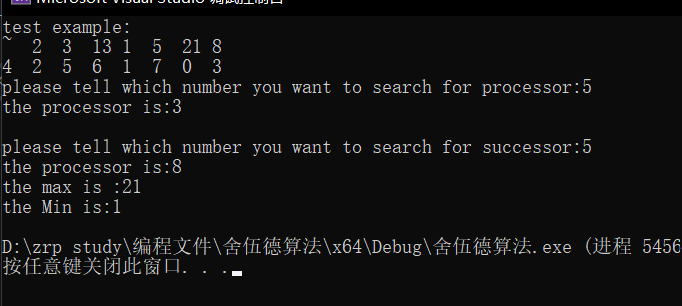 Microsoft Visual Studio 调试控制台
test example:
~ 2 3 13 1 5 21 8
4 2 5 6 1 7 0 3
please tell which number you want to search for processor:5
the processor is:3
please tell which number you want to search for successor:5
the processor is:8
the max is :21
the Min is:1
D:\zrp study\编程文件\舍伍德算法\x64\Debug\舍伍德算法.exe (进程 5456
按任意键关闭此窗口. . .